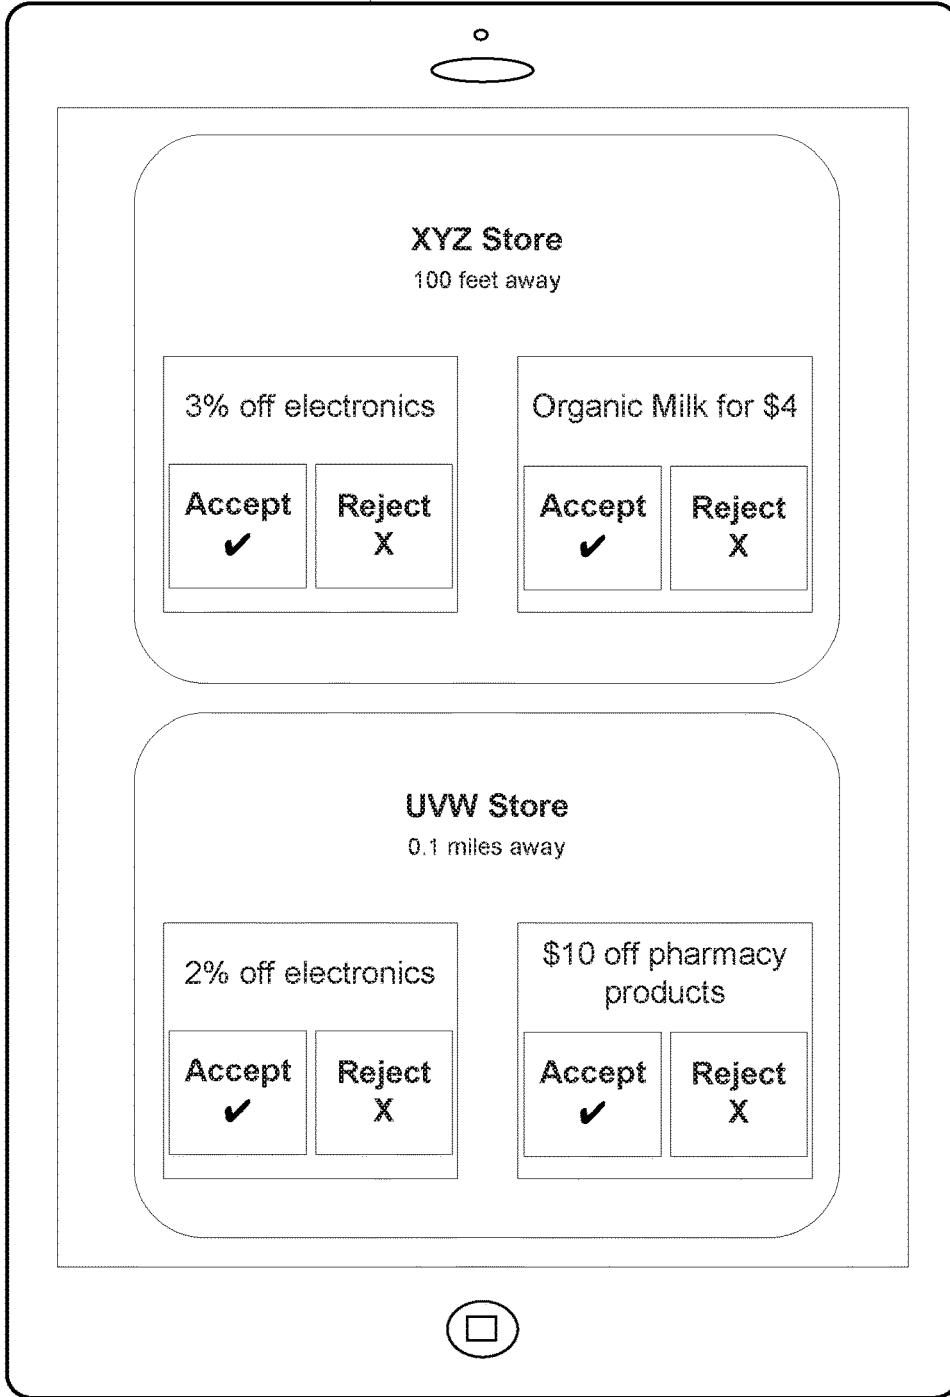 XYZ Store
100 feet away
3% off electronics
Accept
✔
Reject
X
Organic Milk for $4
Accept
✔
Reject
X
UVW Store
0.1 miles away
2% off electronics
Accept
✔
Reject
X
$10 off pharmacy
products
Accept
✔
Reject
X